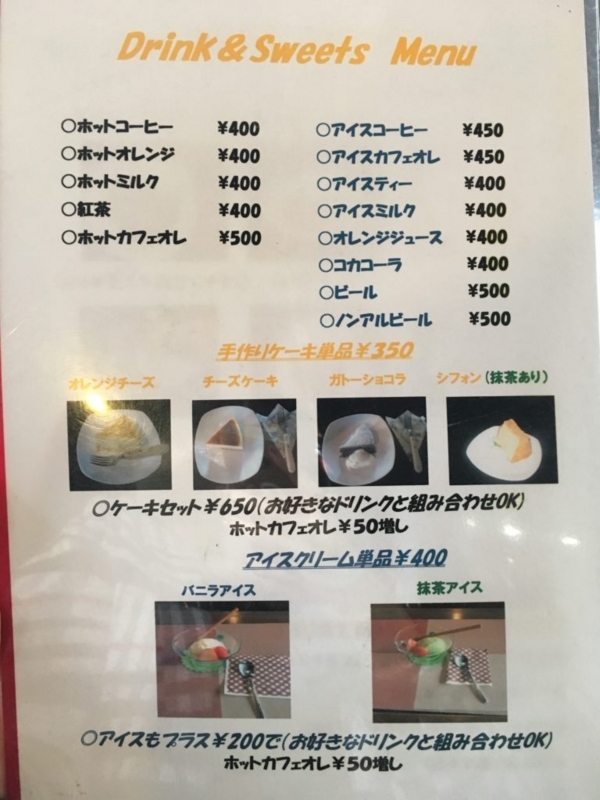 Drink&Sweets Menu
○ホットコーヒー ¥400
○ホットオレンジ ¥400
○ホットミルク ¥400
○紅茶 ¥400
○ホットカフェオレ ¥500
○アイスコーヒー ¥450
○アイスカフェオレ ¥450
○アイスティー ¥400
○アイスミルク ¥400
○オレンジジュース ¥400
○コカコーラ ¥400
○ビール ¥500
○ノンアルビール ¥500
手作りケーキ単品¥350
オレンジチーズ チーズケーキ ガトーショコラ シフォン(抹茶あり)
○ケーキセット¥650(お好きなドリンクと組み合わせOK)
ホットカフェオレ¥50増し
アイスクリーム単品¥400
バニラアイス 抹茶アイス
○アイスもプラス¥200で(お好きなドリンクと組み合わせOK)
ホットカフェオレ¥50増し